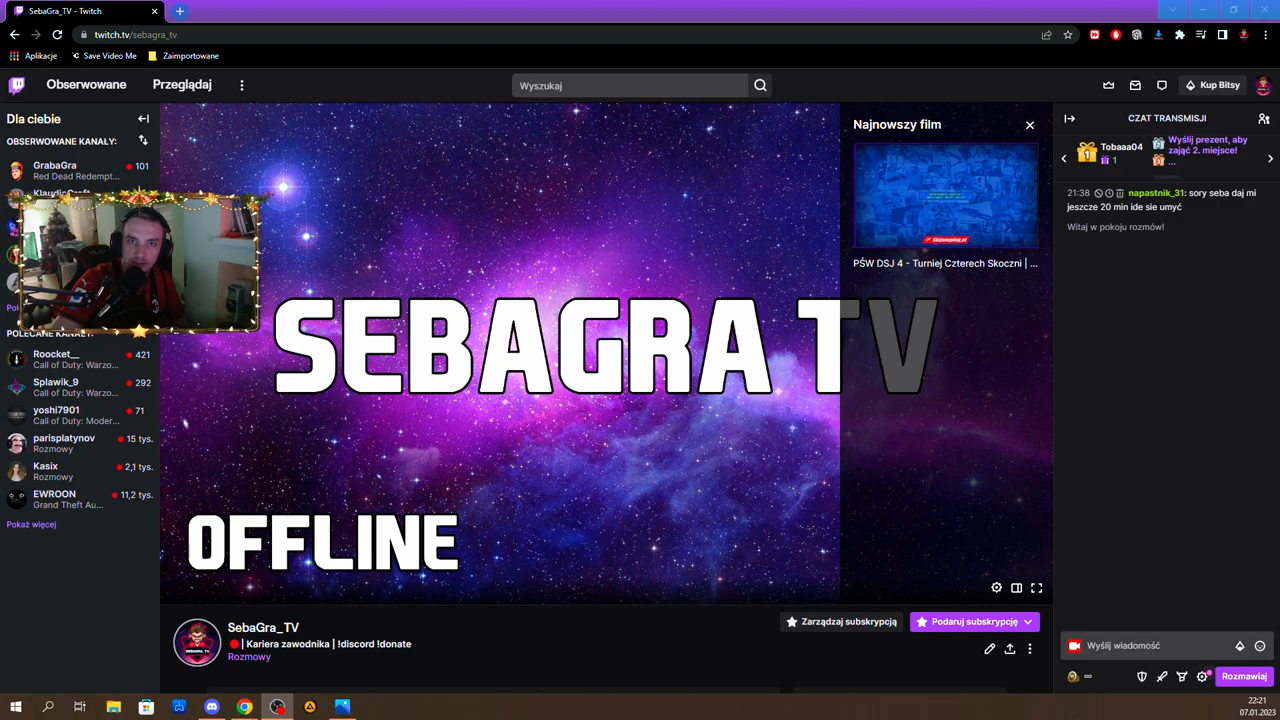 SebaGra_TV - Twitch
twitch.tv/sebagra_tv
Aplikacje
Save Video Me
Zaimportowane
Obserwowane
Przeglądaj
Wyszukaj
Kup Bitsy
Dla ciebie
OBSERWOWANE KANAŁY:
GrabaGra 101
Red Dead Redempt...
POLECANE KANAŁY:
Roocket__ 421
Call of Duty: Warzo...
Splawik_9 292
Call of Duty: Warzo...
yoshi7901 71
Call of Duty: Moder...
parisplatynov 15 tys.
Rozmowy
Kasix 2,1 tys.
Rozmowy
EWROON 11,2 tys.
Grand Theft Au...
Pokaż więcej
SEBAGRA TV
OFFLINE
Najnowszy film
Skijumping.pl
PŚW DSJ 4 - Turniej Czterech Skoczni | ...
SebaGra_TV
| Kariera zawodnika | !discord !donate
Rozmowy
Zarządzaj subskrypcją
Podaruj subskrypcję
CZAT TRANSMISJI
1 Tobaaa04
1
Wyślij prezent, aby
zająć 2. miejsce!
...
21:38 napastnik_31: sory seba daj mi
jeszcze 20 min ide sie umyć
Witaj w pokoju rozmów!
Wyślij wiadomość
∞
Rozmawiaj
22:21
07.01.2023